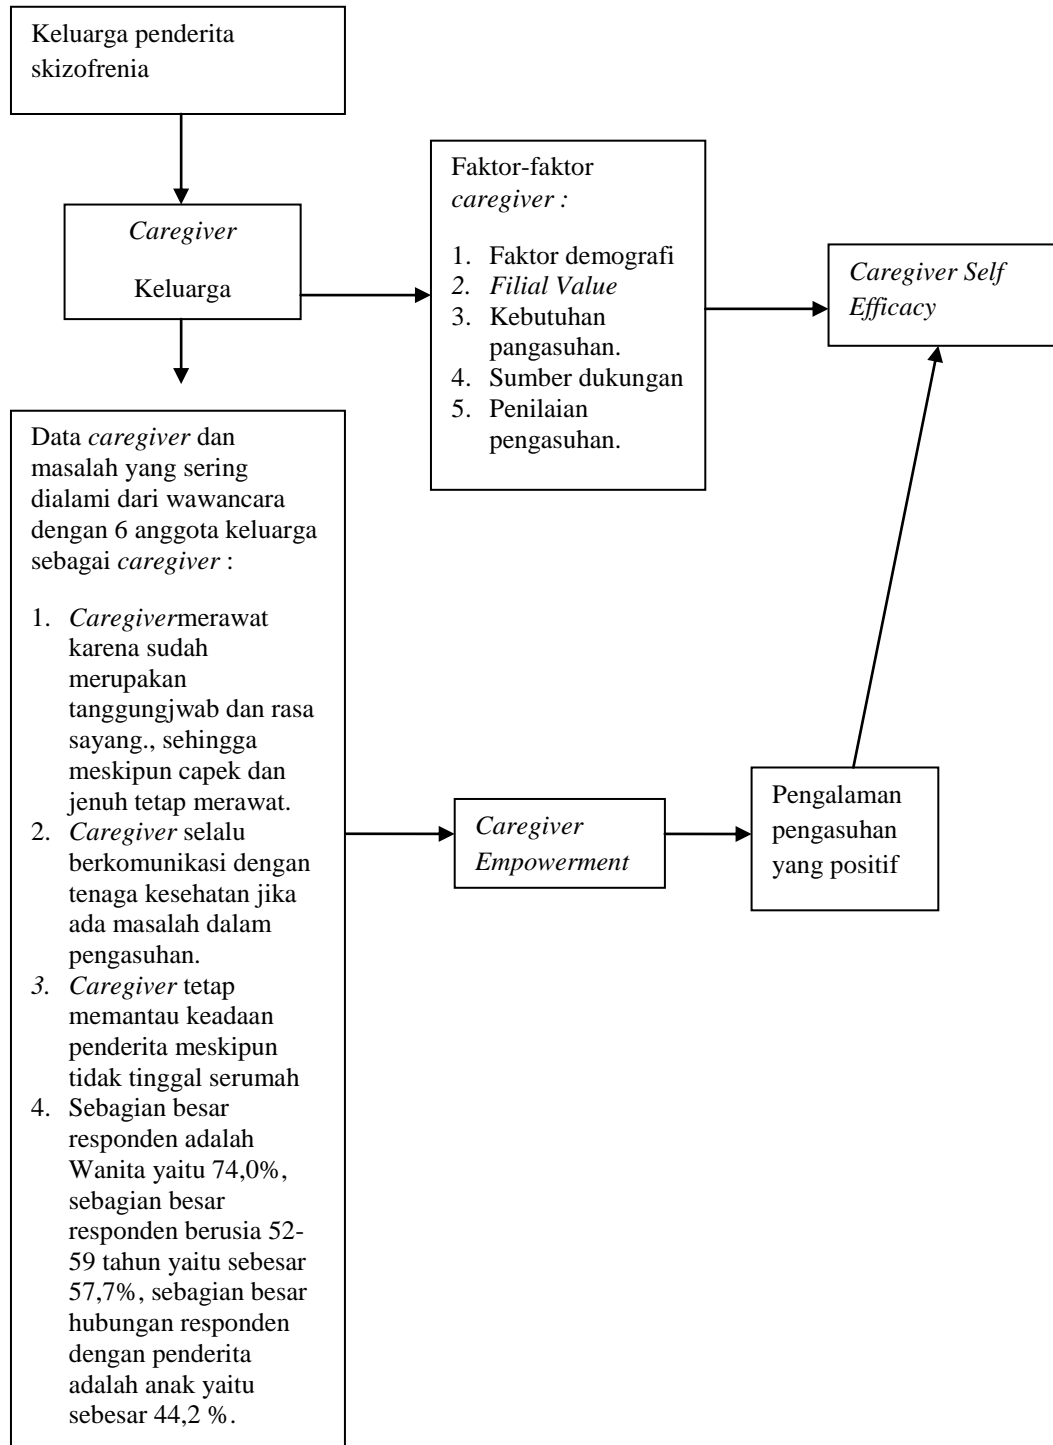 Keluarga penderita
skizofrenia
Caregiver
Keluarga
Faktor-faktor
caregiver :
1. Faktor demografi
2. Filial Value
3. Kebutuhan
pangasuhan.
4. Sumber dukungan
5. Penilaian
pengasuhan.
Caregiver Self
Efficacy
Data caregiver dan
masalah yang sering
dialami dari wawancara
dengan 6 anggota keluarga
sebagai caregiver :
1. Caregivermerawat
karena sudah
merupakan
tanggungjwab dan rasa
sayang., sehingga
meskipun capek dan
jenuh tetap merawat.
2. Caregiver selalu
berkomunikasi dengan
tenaga kesehatan jika
ada masalah dalam
pengasuhan.
3. Caregiver tetap
memantau keadaan
penderita meskipun
tidak tinggal serumah
4. Sebagian besar
responden adalah
Wanita yaitu 74,0%,
sebagian besar
responden berusia 52-
59 tahun yaitu sebesar
57,7%, sebagian besar
hubungan responden
dengan penderita
adalah anak yaitu
sebesar 44,2 %.
Caregiver
Empowerment
Pengalaman
pengasuhan
yang positif